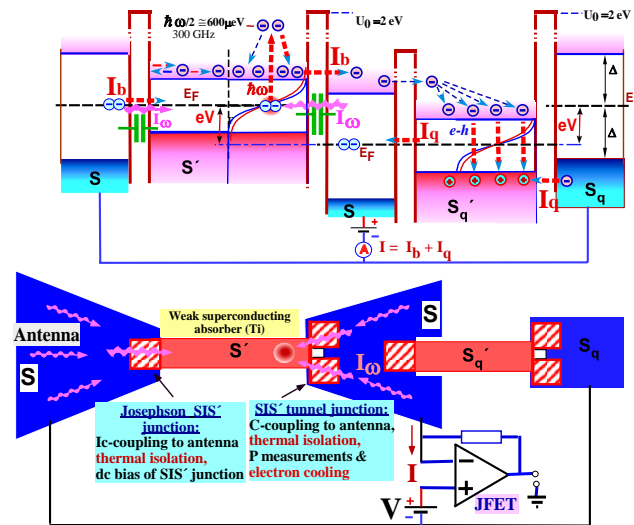 ħω/2 ≅ 600μeV
300 GHz
U₀=2 eV
U₀=2 eV
I_b
I_b
ħω
E_F
I_ω
I_ω
eV
e-h
I_q
E_F
eV
Δ
Δ
E
S
S´
S
S_q´
I_q
S_q
A
I = I_b + I_q
Antenna
S
Weak superconducting
absorber (Ti)
S´
I_ω
S
S_q´
S_q
Josephson SIS´
junction:
Ic-coupling to antenna
thermal isolation,
dc bias of SIS´ junction
SIS´ tunnel junction:
C-coupling to antenna,
thermal isolation,
P measurements &
electron cooling
I
V
JFET